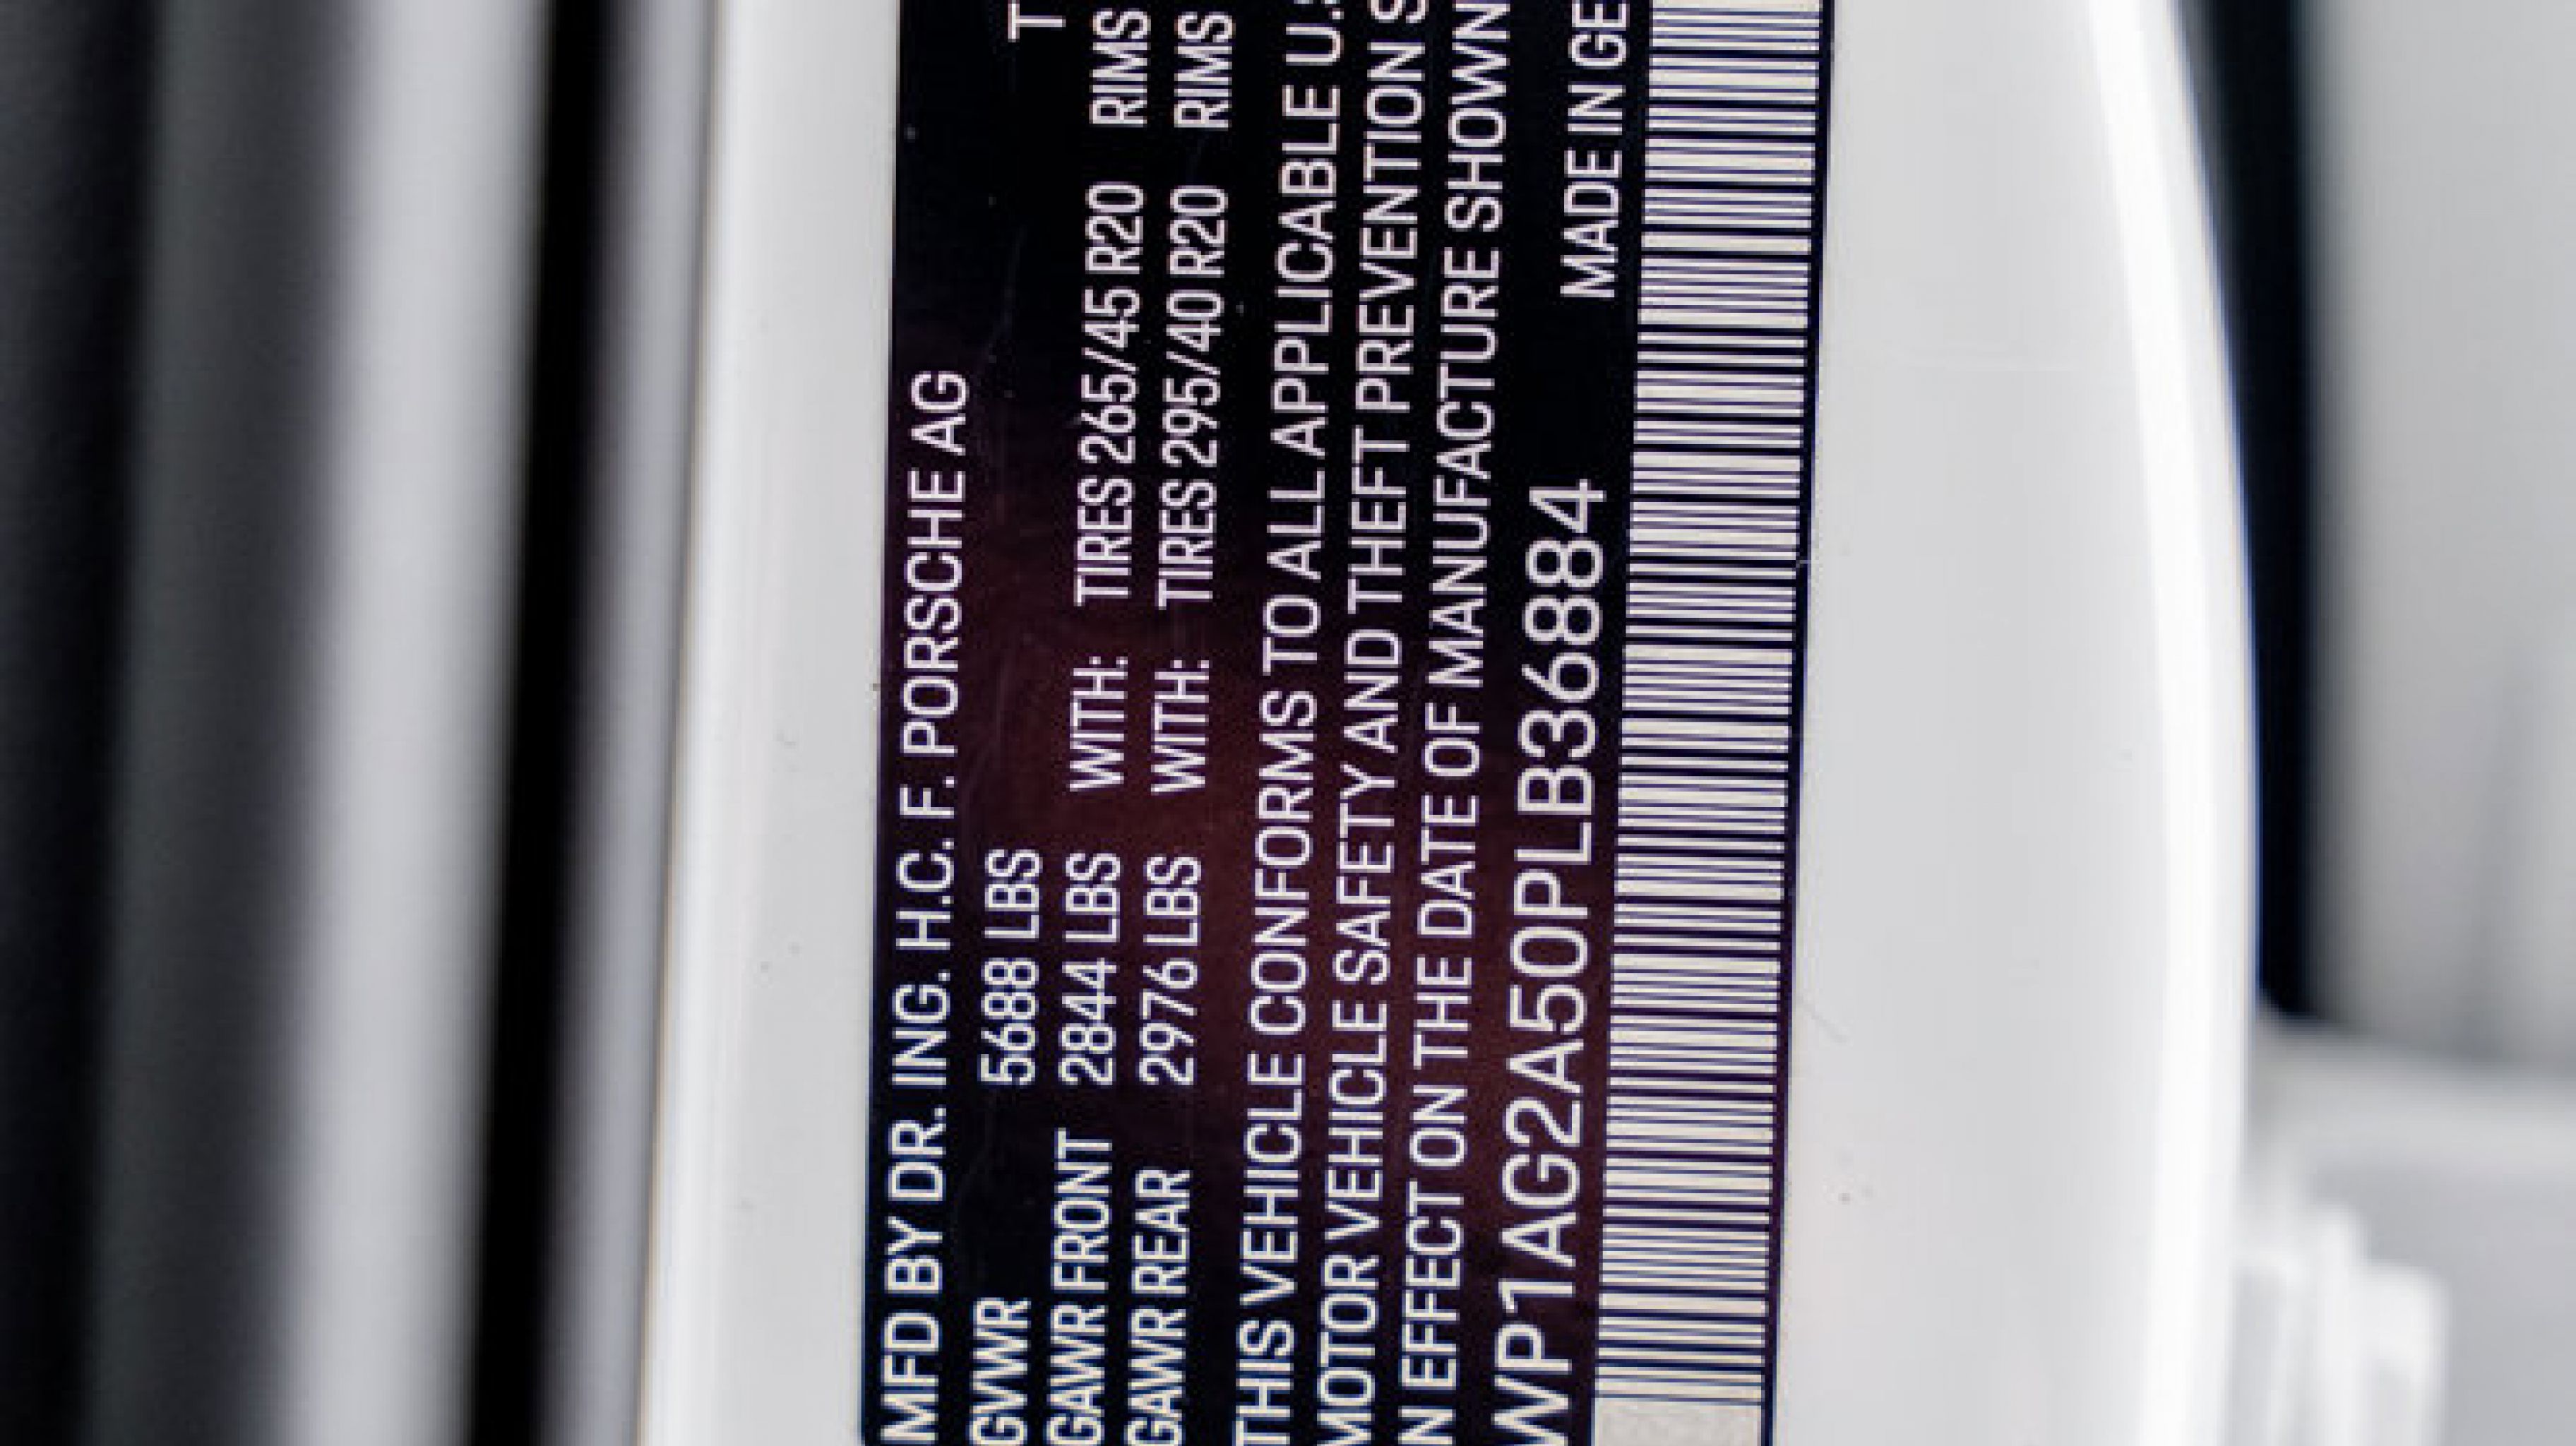 MFD BY DR. ING. H.C. F. PORSCHE AG
GVWR 5688 LBS T
GAWR FRONT 2844 LBS WITH: TIRES 265/45 R20 RIMS
GAWR REAR 2976 LBS WITH: TIRES 295/40 R20 RIMS
THIS VEHICLE CONFORMS TO ALL APPLICABLE U.S
MOTOR VEHICLE SAFETY AND THEFT PREVENTION S
N EFFECT ON THE DATE OF MANUFACTURE SHOWN
WP1AG2A50PLB36884 MADE IN GE